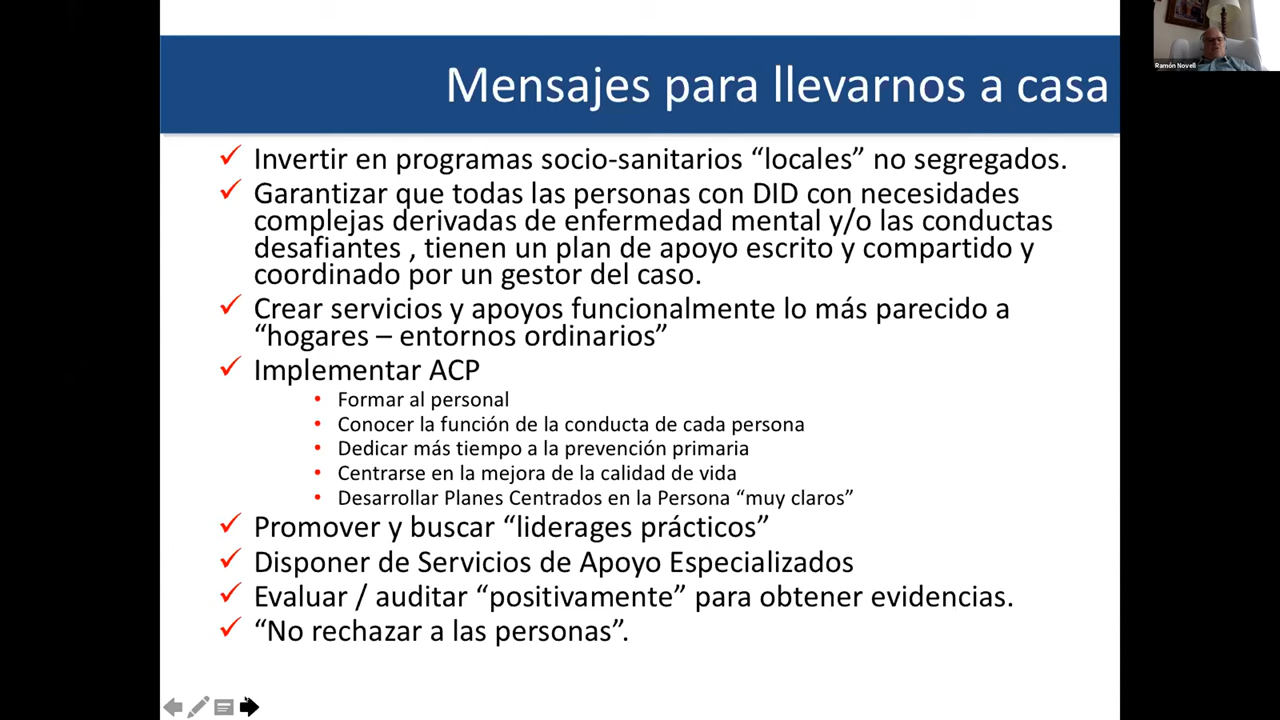 Mensajes para llevarnos a casa
Invertir en programas socio-sanitarios “locales” no segregados.
Garantizar que todas las personas con DID con necesidades
complejas derivadas de enfermedad mental y/o las conductas
desafiantes , tienen un plan de apoyo escrito y compartido y
coordinado por un gestor del caso.
Crear servicios y apoyos funcionalmente lo más parecido a
“hogares – entornos ordinarios”
Implementar ACP
Formar al personal
Conocer la función de la conducta de cada persona
Dedicar más tiempo a la prevención primaria
Centrarse en la mejora de la calidad de vida
Desarrollar Planes Centrados en la Persona “muy claros”
Promover y buscar “liderages prácticos”
Disponer de Servicios de Apoyo Especializados
Evaluar / auditar “positivamente” para obtener evidencias.
“No rechazar a las personas”.
Ramón Novell